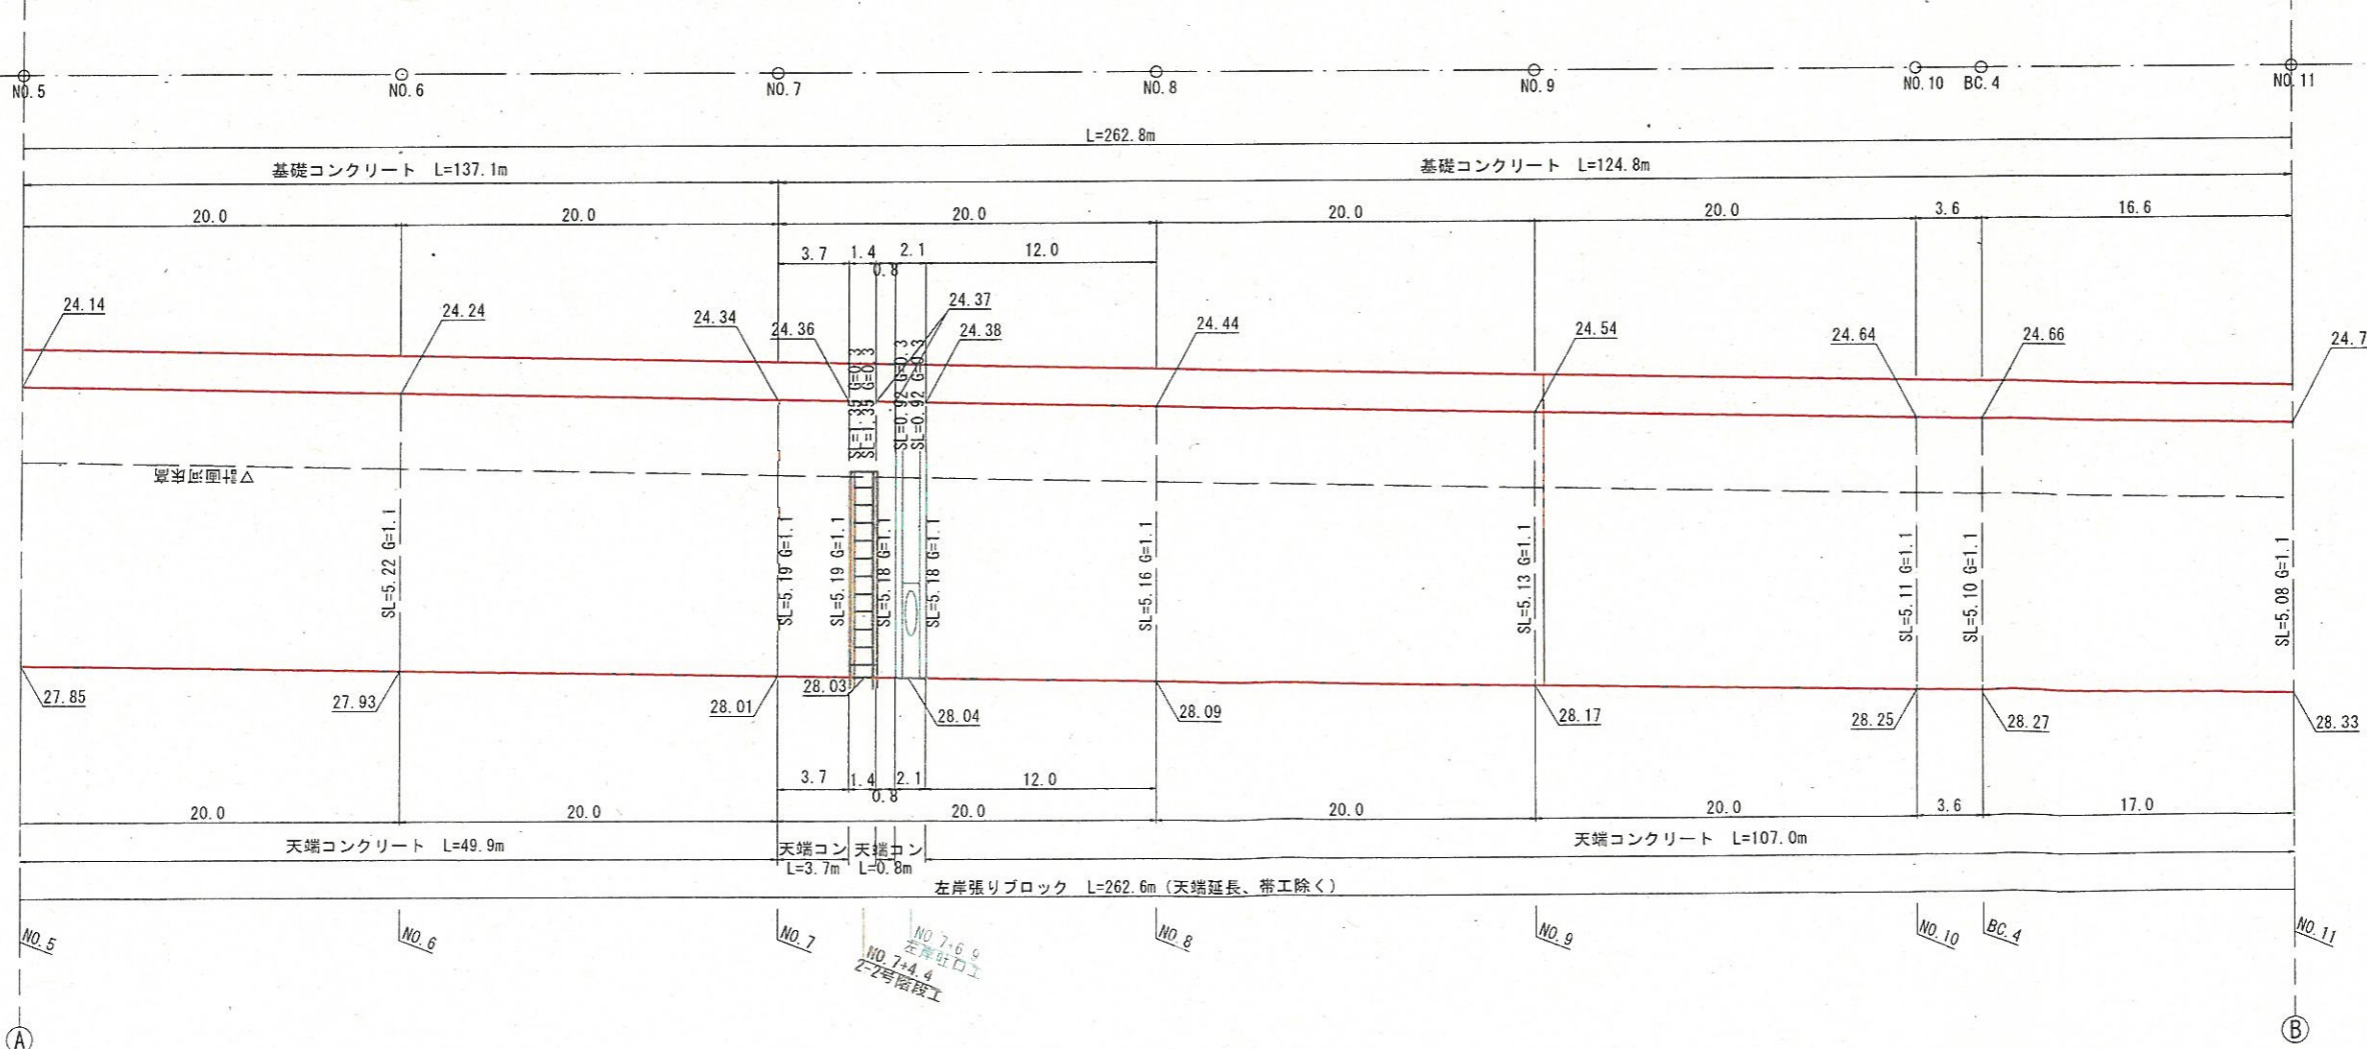 NO.5 NO.6 NO.7 NO.8 NO.9 NO.10 BC.4 NO.11
L=262.8m
基礎コンクリート L=137.1m 基礎コンクリート L=124.8m
20.0 20.0 20.0 20.0 20.0 3.6 16.6
3.7 1.4 2.1 12.0
0.8
24.14 24.24 24.34 24.36 24.37 24.38 24.44 24.54 24.64 24.66 24.7
SL=1.35 G=0.3
SL=1.35 G=0.3
SL=0.92 G=0.3
SL=0.92 G=0.3
▽計画河床高
SL=5.22 G=1.1
SL=5.19 G=1.1
SL=5.19 G=1.1
SL=5.18 G=1.1
SL=5.18 G=1.1
SL=5.16 G=1.1
SL=5.13 G=1.1
SL=5.11 G=1.1
SL=5.10 G=1.1
SL=5.08 G=1.1
27.85 27.93 28.01 28.03 28.04 28.09 28.17 28.25 28.27 28.33
3.7 1.4 2.1 12.0
0.8
20.0 20.0 20.0 20.0 20.0 3.6 17.0
天端コンクリート L=49.9m 天端コン 天端コン 天端コンクリート L=107.0m
L=3.7m L=0.8m
左岸張りブロック L=262.6m（天端延長、帯工除く）
NO.5 NO.6 NO.7 NO.8 NO.9 NO.10 BC.4 NO.11
NO.7+6.9
左岸吐口工
NO.7+4.4
2-2号階段工
A B